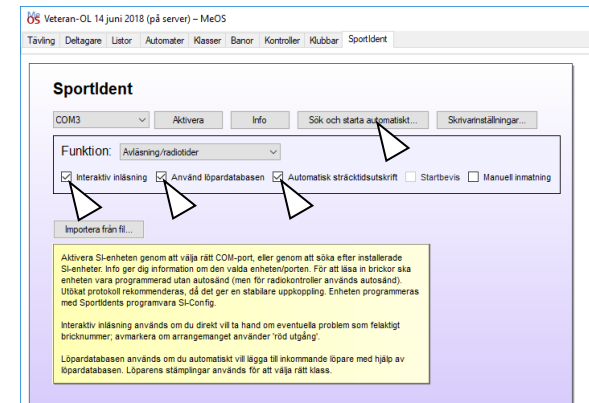 Veteran-OL 14 juni 2018 (på server) – MeOS
Tävling Deltagare Listor Automater Klasser Banor Kontroller Klubbar SportIdent
SportIdent
COM3 Aktivera Info Sök och starta automatiskt... Skrivarinställningar...
Funktion: Avläsning/radiotider
Interaktiv inläsning Använd löpardatabasen Automatisk sträcktidsutskrift Startbevis Manuell inmatning
Importera från fil...
Aktivera SI-enheten genom att välja rätt COM-port, eller genom att söka efter installerade
SI-enheter. Info ger dig information om den valda enheten/porten. För att läsa in brickor ska
enheten vara programmerad utan autosänd (men för radiokontroller används autosänd).
Utökat protokoll rekommenderas, då det ger en stabilare uppkoppling. Enheten programmeras
med SportIdents programvara SI-Config.
Interaktiv inläsning används om du direkt vill ta hand om eventuella problem som felaktigt
bricknummer; avmarkera om arrangemanget använder 'röd utgång'.
Löpardatabasen används om du automatiskt vill lägga till inkommande löpare med hjälp av
löpardatabasen. Löparens stämplingar används för att välja rätt klass.